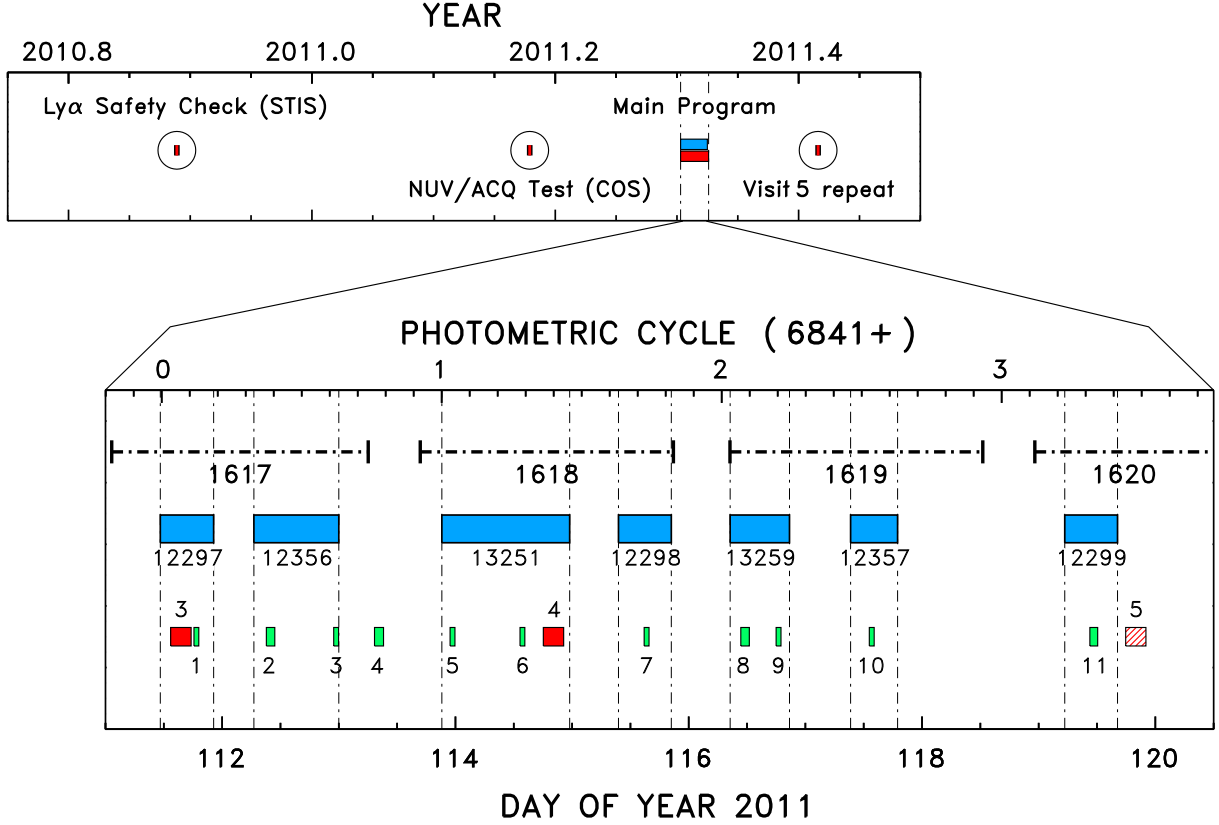 YEAR
2010.8 2011.0 2011.2 2011.4
Lyα Safety Check (STIS) Main Program
NUV/ACQ Test (COS) Visit 5 repeat
PHOTOMETRIC CYCLE (6841+)
0 1 2 3
1617 1618 1619 1620
12297 12356 13251 12298 13259 12357 12299
3 4 5
1 2 3 4 5 6 7 8 9 10 11
112 114 116 118 120
DAY OF YEAR 2011